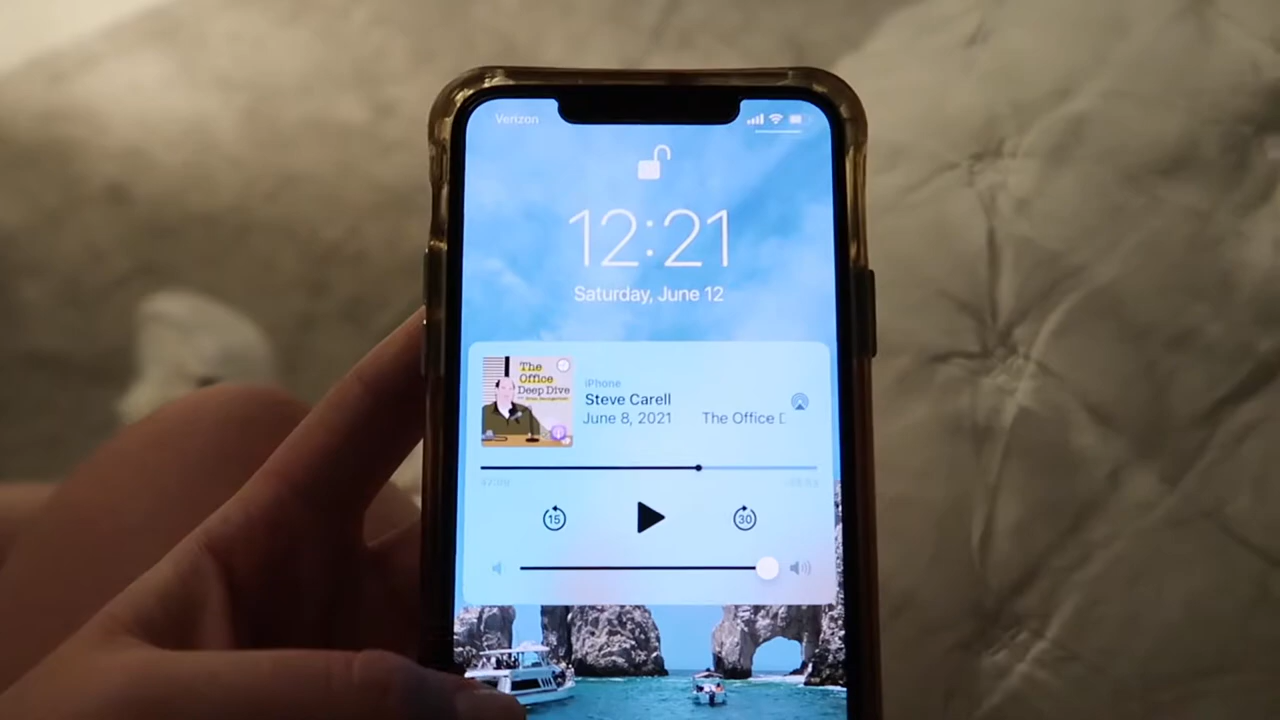 Verizon
12:21
Saturday, June 12
The
Office
Deep Dive
iPhone
Steve Carell
June 8, 2021 The Office D
15
30